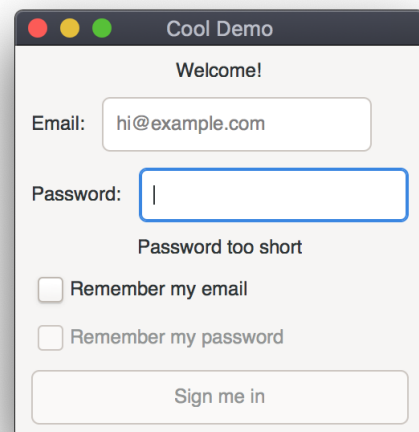 Cool Demo
Welcome!
Email: hi@example.com
Password:
Password too short
Remember my email
Remember my password
Sign me in